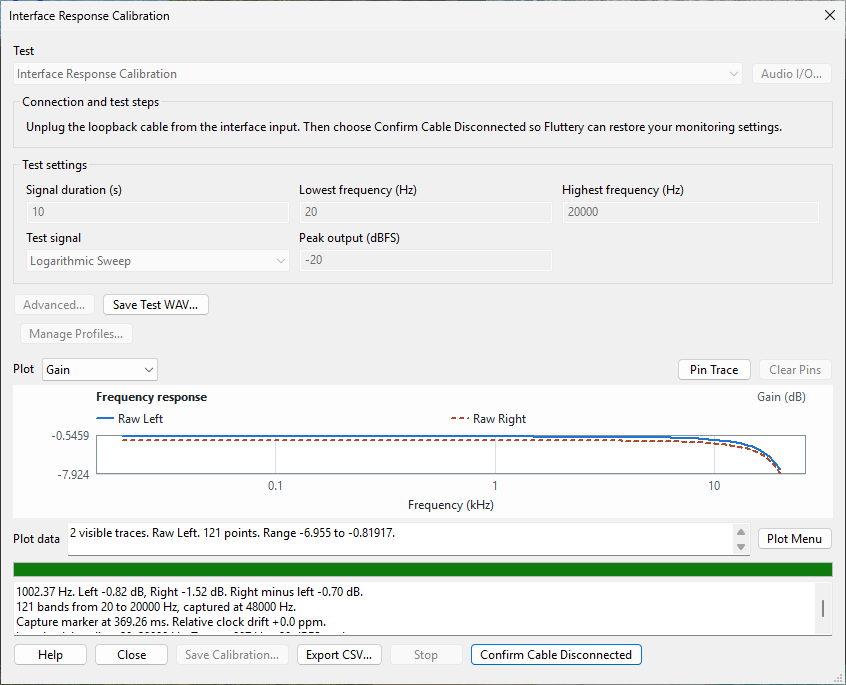 Interface Response Calibration
Test
Interface Response Calibration
Audio I/O...
Connection and test steps
Unplug the loopback cable from the interface input. Then choose Confirm Cable Disconnected so Fluttery can restore your monitoring settings.
Test settings
Signal duration (s)
Lowest frequency (Hz)
Highest frequency (Hz)
10
20
20000
Test signal
Peak output (dBFS)
Logarithmic Sweep
-20
Advanced...
Save Test WAV...
Manage Profiles...
Plot
Gain
Pin Trace
Clear Pins
Frequency response
Gain (dB)
Raw Left
Raw Right
-0.5459
-7.924
0.1
1
10
Frequency (kHz)
Plot data
2 visible traces. Raw Left. 121 points. Range -6.955 to -0.81917.
Plot Menu
1002.37 Hz. Left -0.82 dB, Right -1.52 dB. Right minus left -0.70 dB.
121 bands from 20 to 20000 Hz, captured at 48000 Hz.
Capture marker at 369.26 ms. Relative clock drift +0.0 ppm.
Help
Close
Save Calibration...
Export CSV...
Stop
Confirm Cable Disconnected